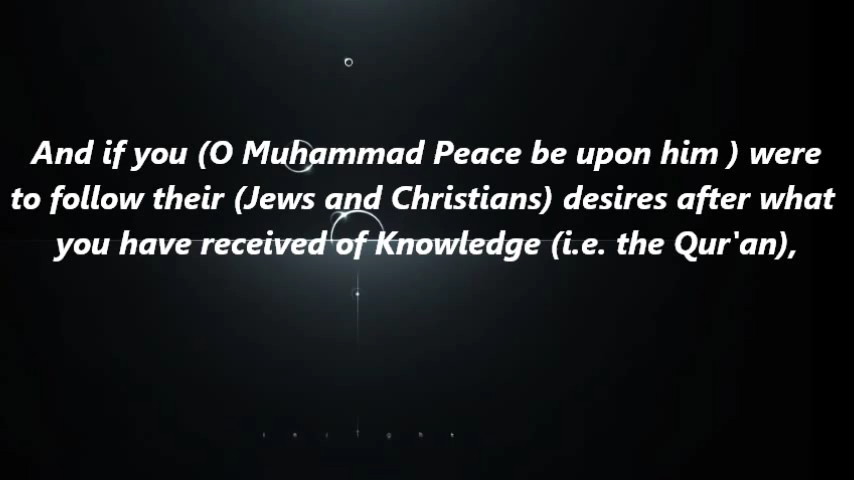 And if you (O Muhammad Peace be upon him ) were
to follow their (Jews and Christians) desires after what
you have received of Knowledge (i.e. the Qur'an),